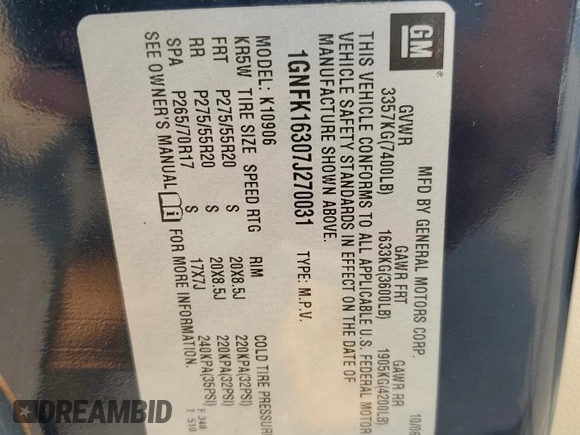 GM
MFD BY GENERAL MOTORS CORP. 10/06
GVWR GAWR FRT GAWR RR
3357KG(7400LB) 1633KG(3600LB) 1905KG(4200LB)
THIS VEHICLE CONFORMS TO ALL APPLICABLE U.S. FEDERAL MOTOR
VEHICLE SAFETY STANDARDS IN EFFECT ON THE DATE OF
MANUFACTURE SHOWN ABOVE.
1GNFK16307J270031 TYPE: M.P.V.
MODEL: K10906
KR5W TIRE SIZE SPEED RTG RIM COLD TIRE PRESSURE
FRT P275/55R20 S 20X8.5J 220KPA(32PSI)
RR P275/55R20 S 20X8.5J 220KPA(32PSI)
SPA P265/70R17 S 17X7J 240KPA(35PSI)
SEE OWNER'S MANUAL i FOR MORE INFORMATION.
F 348
T 510
DREAMBID